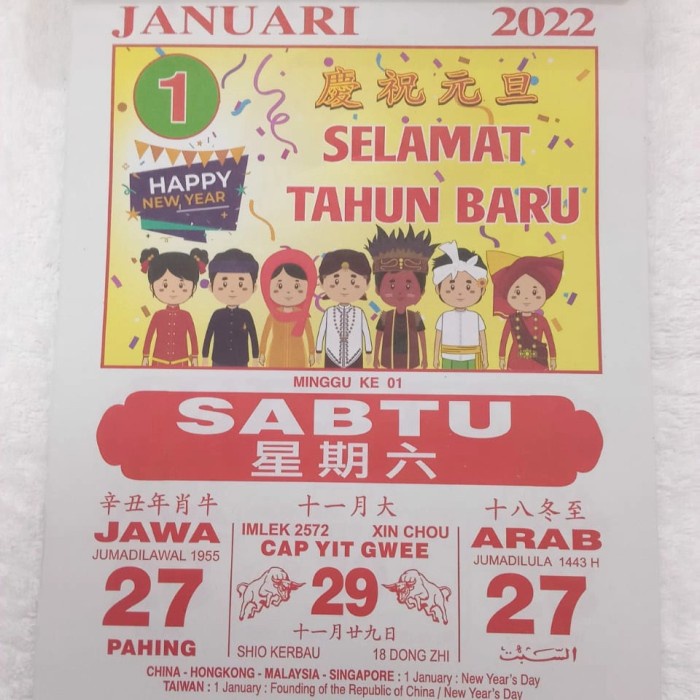 JANUARI 2022
1
慶祝元旦
SELAMAT
TAHUN BARU
HAPPY
NEW YEAR
MINGGU KE 01
SABTU
星期六
辛丑年肖牛
JAWA
JUMADILAWAL 1955
27
PAHING
十一月大
IMLEK 2572 XIN CHOU
CAP YIT GWEE
29
十一月廿九日
SHIO KERBAU 18 DONG ZHI
十八冬至
ARAB
JUMADILULA 1443 H
27
السبت
CHINA - HONGKONG - MALAYSIA - SINGAPORE : 1 January : New Year's Day
TAIWAN : 1 January : Founding of the Republic of China / New Year's Day